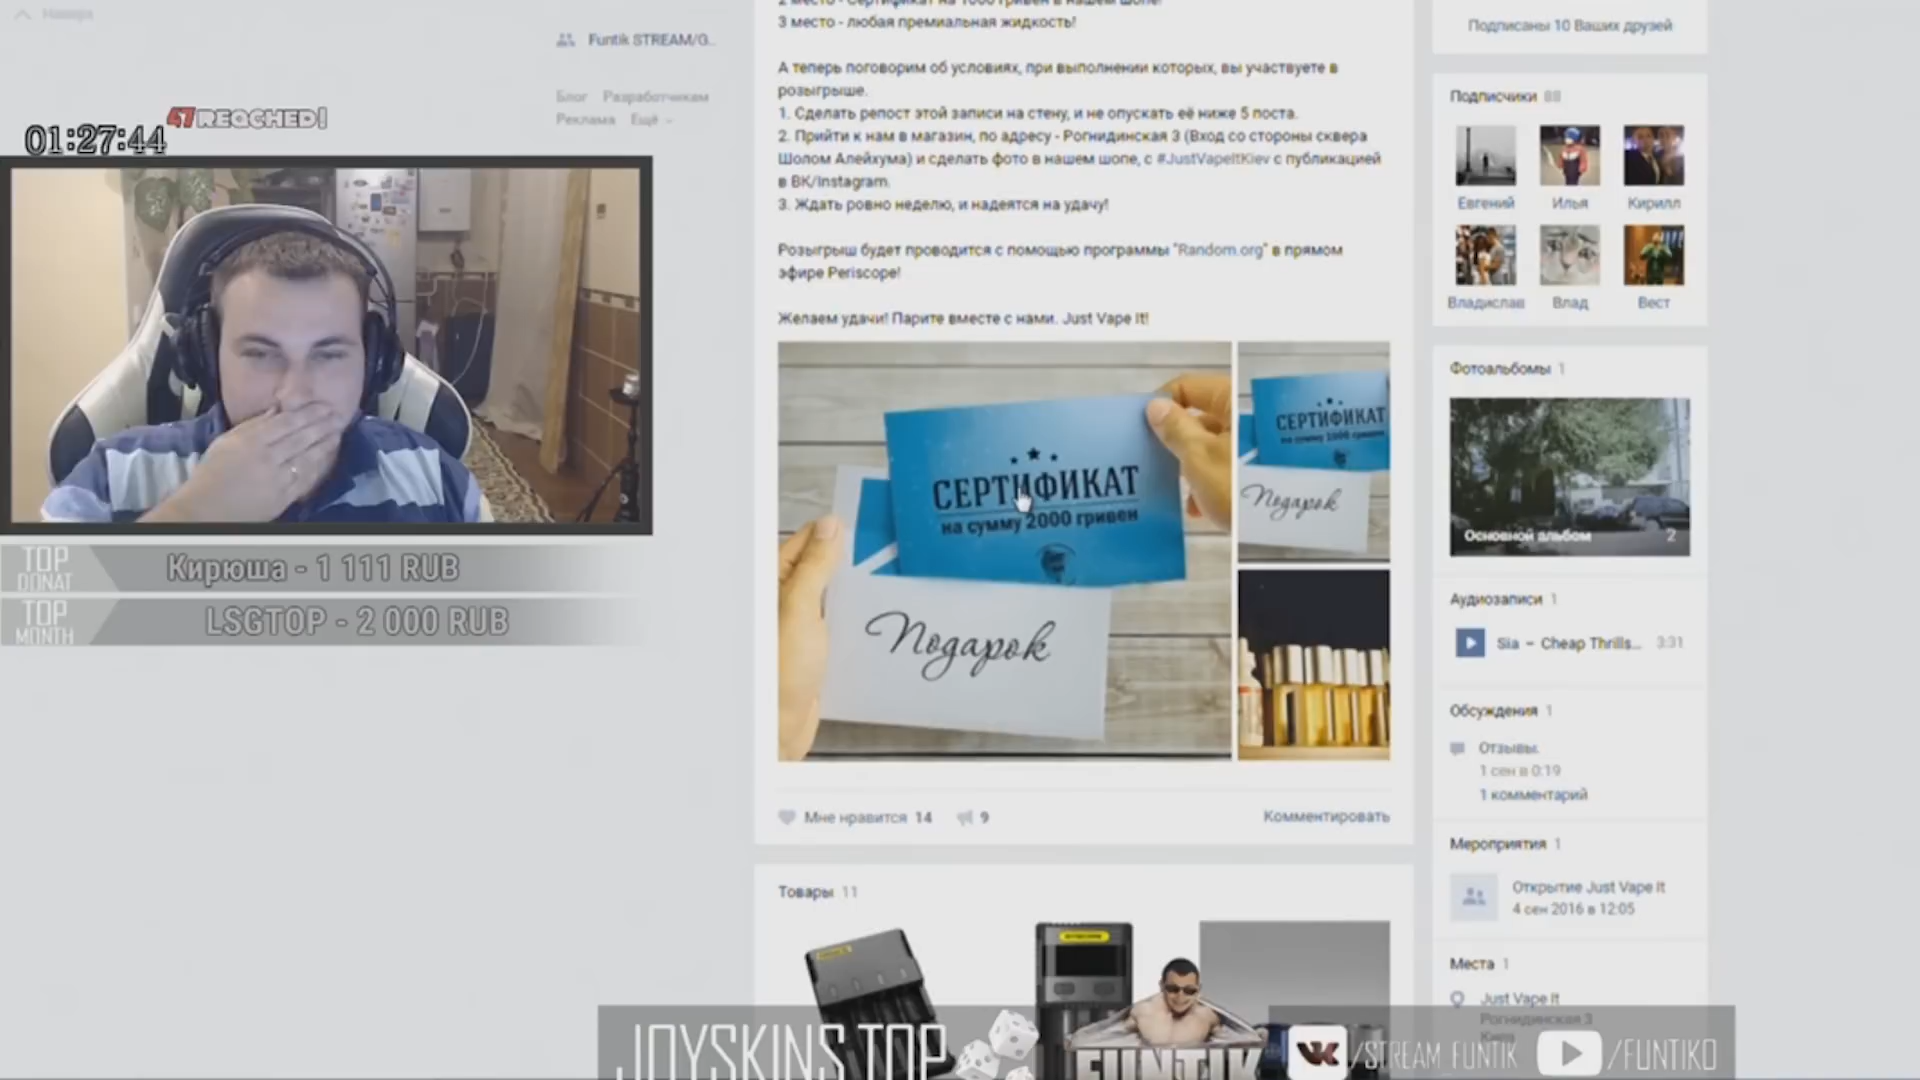 Наверх
Funtik STREAM/G..
Блог Разработчикам
Реклама Ещё
47 REACHED!
01:27:44
TOP DONAT
Кирюша - 1 111 RUB
TOP MONTH
LSGTOP - 2 000 RUB
2 место - Сертификат на 1000 гривен в нашем шопе!
3 место - любая премиальная жидкость!
А теперь поговорим об условиях, при выполнении которых, вы участвуете в
розыгрыше.
1. Сделать репост этой записи на стену, и не опускать её ниже 5 поста.
2. Прийти к нам в магазин, по адресу - Рогнидинская 3 (Вход со стороны сквера
Шолом Алейхума) и сделать фото в нашем шопе, с #JustVapeItKiev с публикацией
в ВК/Instagram.
3. Ждать ровно неделю, и надеятся на удачу!
Розыгрыш будет проводится с помощью программы "Random.org" в прямом
эфире Periscope!
Желаем удачи! Парите вместе с нами. Just Vape It!
СЕРТИФИКАТ
на сумму 2000 гривен
Подарок
СЕРТИФИКАТ
на сумму 1000 гривен
Подарок
Мне нравится 14 9
Комментировать
Товары 11
Подписаны 10 Ваших друзей
Подписчики 88
Евгений Илья Кирилл
Владислав Влад Вест
Фотоальбомы 1
Основной альбом 2
Аудиозаписи 1
Sia – Cheap Thrills... 3:31
Обсуждения 1
Отзывы.
1 сен в 0:19
1 комментарий
Мероприятия 1
Открытие Just Vape It
4 сен 2016 в 12:05
Места 1
Just Vape It
Рогнидинская 3
JOYSKINS.TOP
FUNTIK
/STREAM_FUNTIK
/FUNTIKO